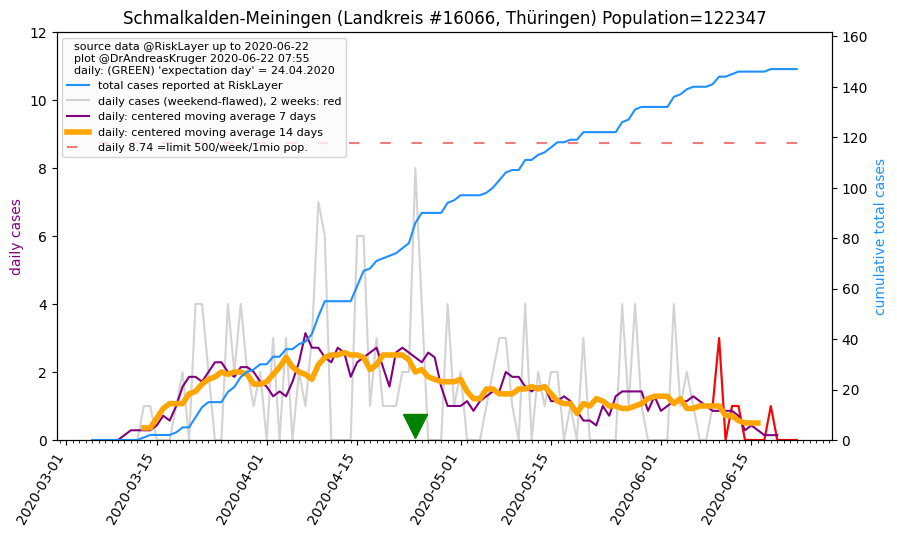 Schmalkalden-Meiningen (Landkreis #16066, Thüringen) Population=122347
source data @RiskLayer up to 2020-06-22
plot @DrAndreasKruger 2020-06-22 07:55
daily: (GREEN) 'expectation day' = 24.04.2020
total cases reported at RiskLayer
daily cases (weekend-flawed), 2 weeks: red
daily: centered moving average 7 days
daily: centered moving average 14 days
daily 8.74 =limit 500/week/1mio pop.
daily cases
12
10
8
6
4
2
0
cumulative total cases
160
140
120
100
80
60
40
20
0
2020-03-01
2020-03-15
2020-04-01
2020-04-15
2020-05-01
2020-05-15
2020-06-01
2020-06-15